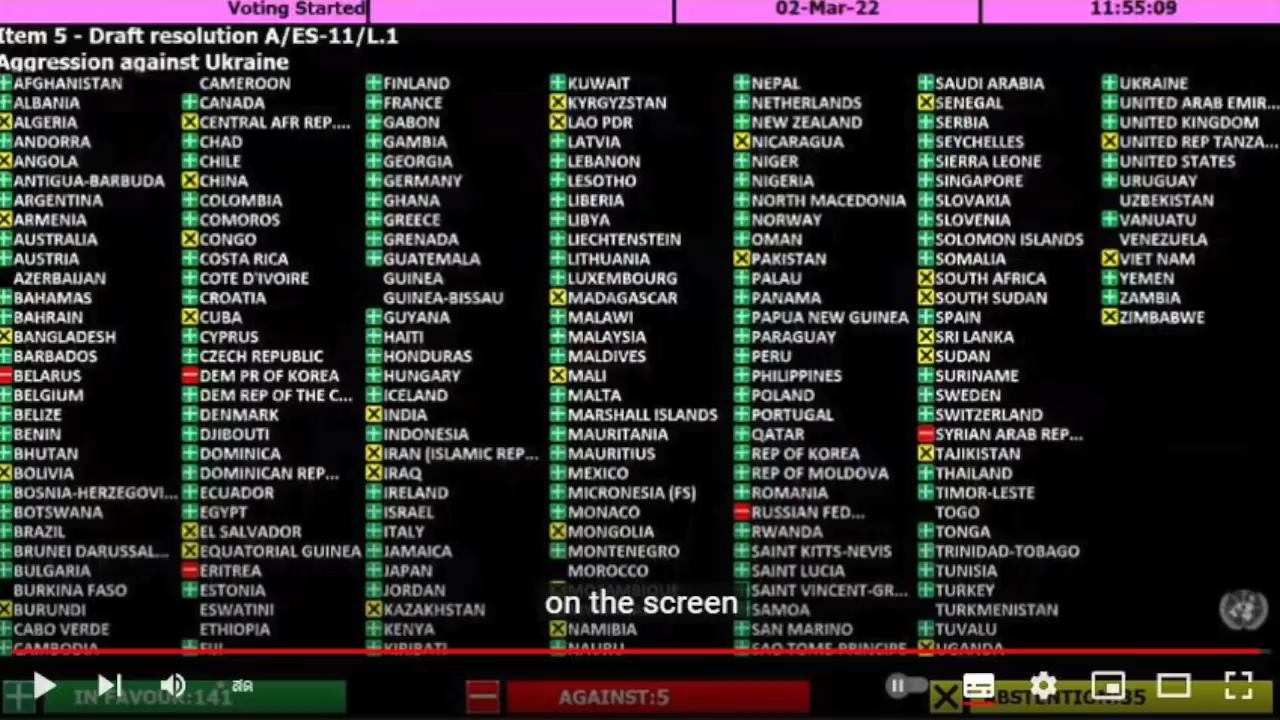 Voting Started
02-Mar-22
11:55:09
Item 5 - Draft resolution A/ES-11/L.1
Aggression against Ukraine
AFGHANISTAN
ALBANIA
ALGERIA
ANDORRA
ANGOLA
ANTIGUA-BARBUDA
ARGENTINA
ARMENIA
AUSTRALIA
AUSTRIA
AZERBAIJAN
BAHAMAS
BAHRAIN
BANGLADESH
BARBADOS
BELARUS
BELGIUM
BELIZE
BENIN
BHUTAN
BOLIVIA
BOSNIA-HERZEGOVI...
BOTSWANA
BRAZIL
BRUNEI DARUSSAL...
BULGARIA
BURKINA FASO
BURUNDI
CABO VERDE
CAMBODIA
CAMEROON
CANADA
CENTRAL AFR REP....
CHAD
CHILE
CHINA
COLOMBIA
COMOROS
CONGO
COSTA RICA
COTE D'IVOIRE
CROATIA
CUBA
CYPRUS
CZECH REPUBLIC
DEM PR OF KOREA
DEM REP OF THE C...
DENMARK
DJIBOUTI
DOMINICA
DOMINICAN REP...
ECUADOR
EGYPT
EL SALVADOR
EQUATORIAL GUINEA
ERITREA
ESTONIA
ESWATINI
ETHIOPIA
FIJI
FINLAND
FRANCE
GABON
GAMBIA
GEORGIA
GERMANY
GHANA
GREECE
GRENADA
GUATEMALA
GUINEA
GUINEA-BISSAU
GUYANA
HAITI
HONDURAS
HUNGARY
ICELAND
INDIA
INDONESIA
IRAN (ISLAMIC REP...
IRAQ
IRELAND
ISRAEL
ITALY
JAMAICA
JAPAN
JORDAN
KAZAKHSTAN
KENYA
KIRIBATI
KUWAIT
KYRGYZSTAN
LAO PDR
LATVIA
LEBANON
LESOTHO
LIBERIA
LIBYA
LIECHTENSTEIN
LITHUANIA
LUXEMBOURG
MADAGASCAR
MALAWI
MALAYSIA
MALDIVES
MALI
MALTA
MARSHALL ISLANDS
MAURITANIA
MAURITIUS
MEXICO
MICRONESIA (FS)
MONACO
MONGOLIA
MONTENEGRO
MOROCCO
NAMIBIA
NAURU
NEPAL
NETHERLANDS
NEW ZEALAND
NICARAGUA
NIGER
NIGERIA
NORTH MACEDONIA
NORWAY
OMAN
PAKISTAN
PALAU
PANAMA
PAPUA NEW GUINEA
PARAGUAY
PERU
PHILIPPINES
POLAND
PORTUGAL
QATAR
REP OF KOREA
REP OF MOLDOVA
ROMANIA
RUSSIAN FED...
RWANDA
SAINT KITTS-NEVIS
SAINT LUCIA
SAINT VINCENT-GR...
SAMOA
SAN MARINO
SAO TOME-PRINCIPE
SAUDI ARABIA
SENEGAL
SERBIA
SEYCHELLES
SIERRA LEONE
SINGAPORE
SLOVAKIA
SLOVENIA
SOLOMON ISLANDS
SOMALIA
SOUTH AFRICA
SOUTH SUDAN
SPAIN
SRI LANKA
SUDAN
SURINAME
SWEDEN
SWITZERLAND
SYRIAN ARAB REP...
TAJIKISTAN
THAILAND
TIMOR-LESTE
TOGO
TONGA
TRINIDAD-TOBAGO
TUNISIA
TURKEY
TURKMENISTAN
TUVALU
UGANDA
UKRAINE
UNITED ARAB EMIR...
UNITED KINGDOM
UNITED REP TANZA...
UNITED STATES
URUGUAY
UZBEKISTAN
VANUATU
VENEZUELA
VIET NAM
YEMEN
ZAMBIA
ZIMBABWE
on the screen
IN FAVOUR:141
AGAINST:5
ABSTENTION:35